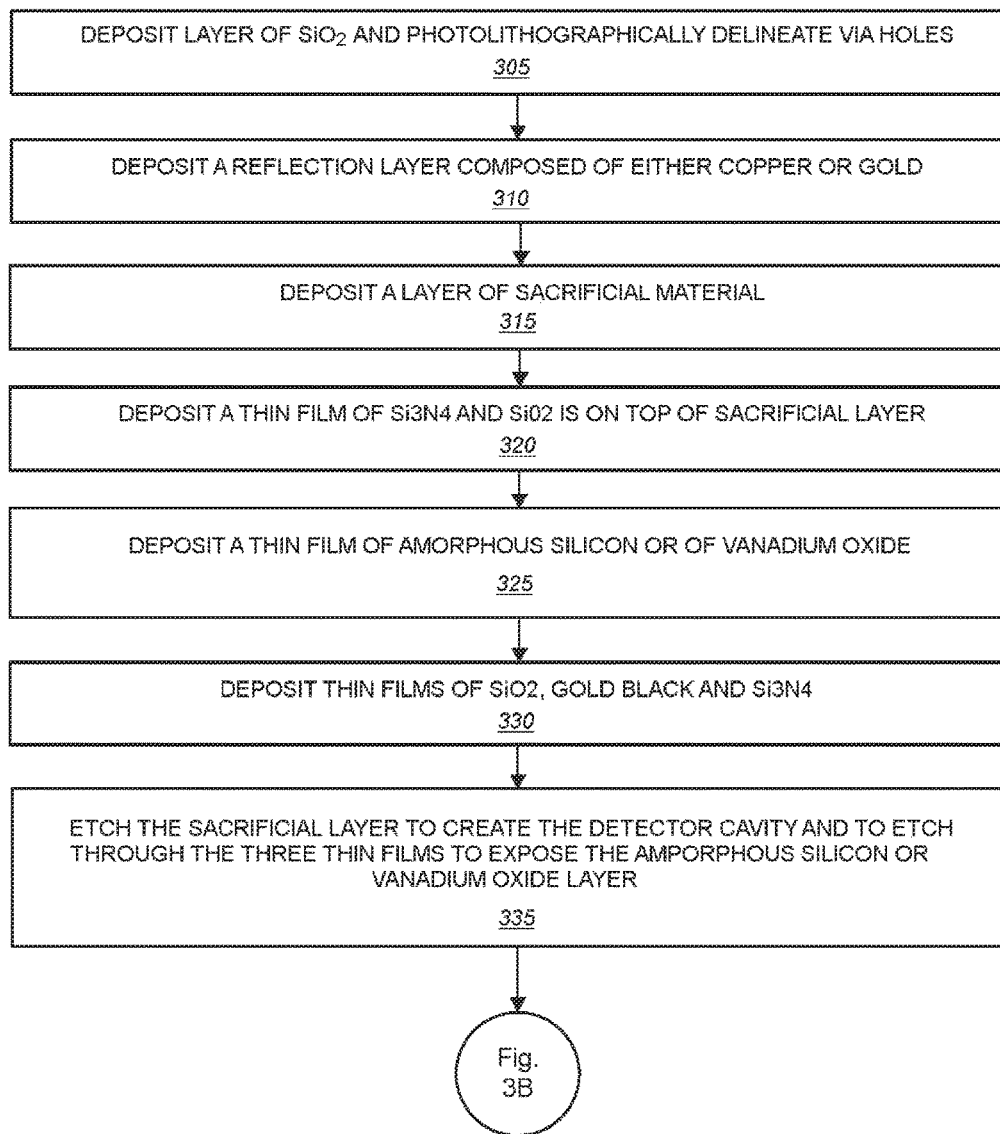 DEPOSIT LAYER OF SiO₂ AND PHOTOLITHOGRAPHICALLY DELINEATE VIA HOLES
305
DEPOSIT A REFLECTION LAYER COMPOSED OF EITHER COPPER OR GOLD
310
DEPOSIT A LAYER OF SACRIFICIAL MATERIAL
315
DEPOSIT A THIN FILM OF Si3N4 AND Si02 IS ON TOP OF SACRIFICIAL LAYER
320
DEPOSIT A THIN FILM OF AMORPHOUS SILICON OR OF VANADIUM OXIDE
325
DEPOSIT THIN FILMS OF SiO2, GOLD BLACK AND Si3N4
330
ETCH THE SACRIFICIAL LAYER TO CREATE THE DETECTOR CAVITY AND TO ETCH
THROUGH THE THREE THIN FILMS TO EXPOSE THE AMPORPHOUS SILICON OR
VANADIUM OXIDE LAYER
335
Fig.
3B